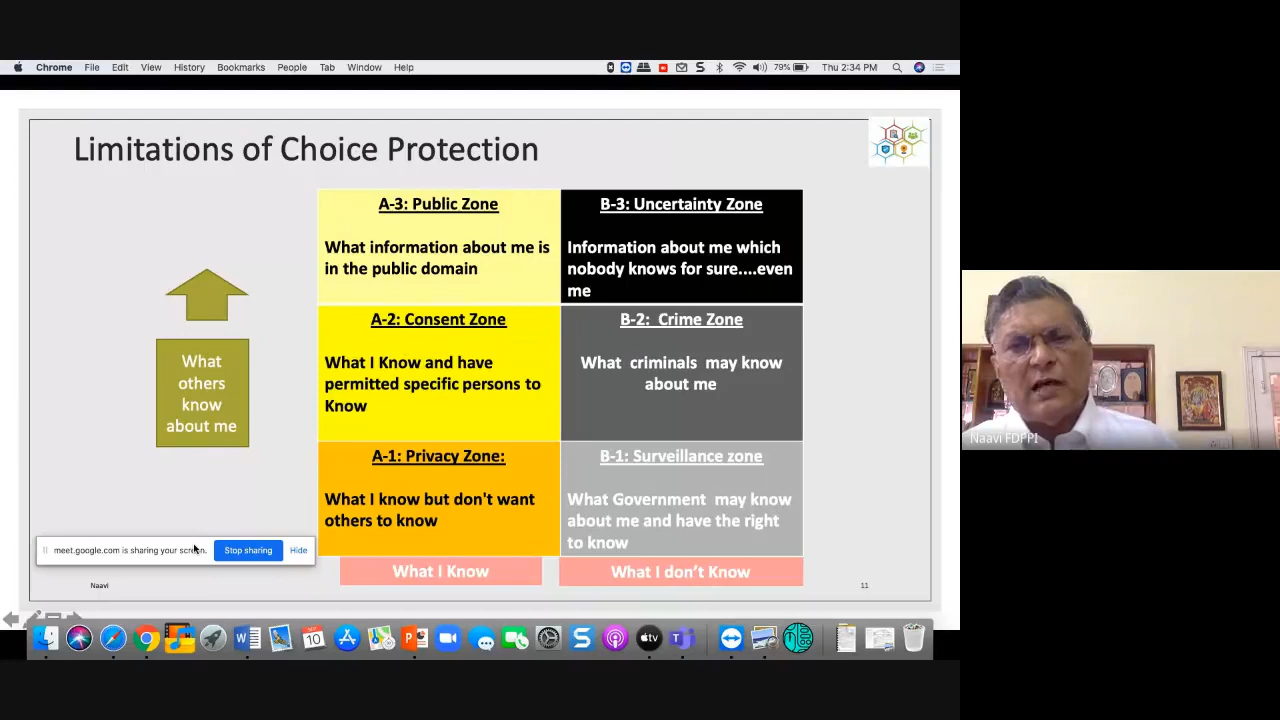 Chrome File Edit View History Bookmarks People Tab Window Help
79% Thu 2:34 PM
Limitations of Choice Protection
A-3: Public Zone
What information about me is
in the public domain
B-3: Uncertainty Zone
Information about me which
nobody knows for sure....even
me
What
others
know
about me
A-2: Consent Zone
What I Know and have
permitted specific persons to
Know
B-2: Crime Zone
What criminals may know
about me
A-1: Privacy Zone:
What I know but don't want
others to know
B-1: Surveillance zone
What Government may know
about me and have the right
to know
What I Know
What I don't Know
meet.google.com is sharing your screen.
Stop sharing
Hide
Naavi
11
SEP
10
tv
Naavi FDPPI